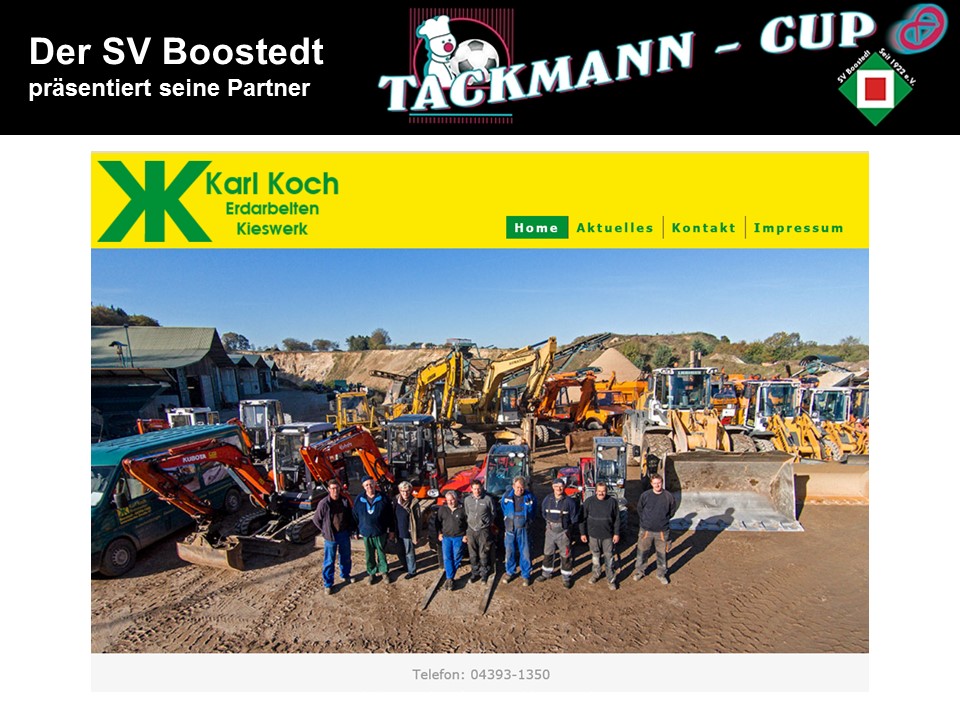 Der SV Boostedt
präsentiert seine Partner
TACKMANN - CUP
SV Boostedt Seit 1922 e.V.
Karl Koch
Erdarbeiten
Kieswerk
Home Aktuelles Kontakt Impressum
KUBOTA
Telefon: 04393-1350